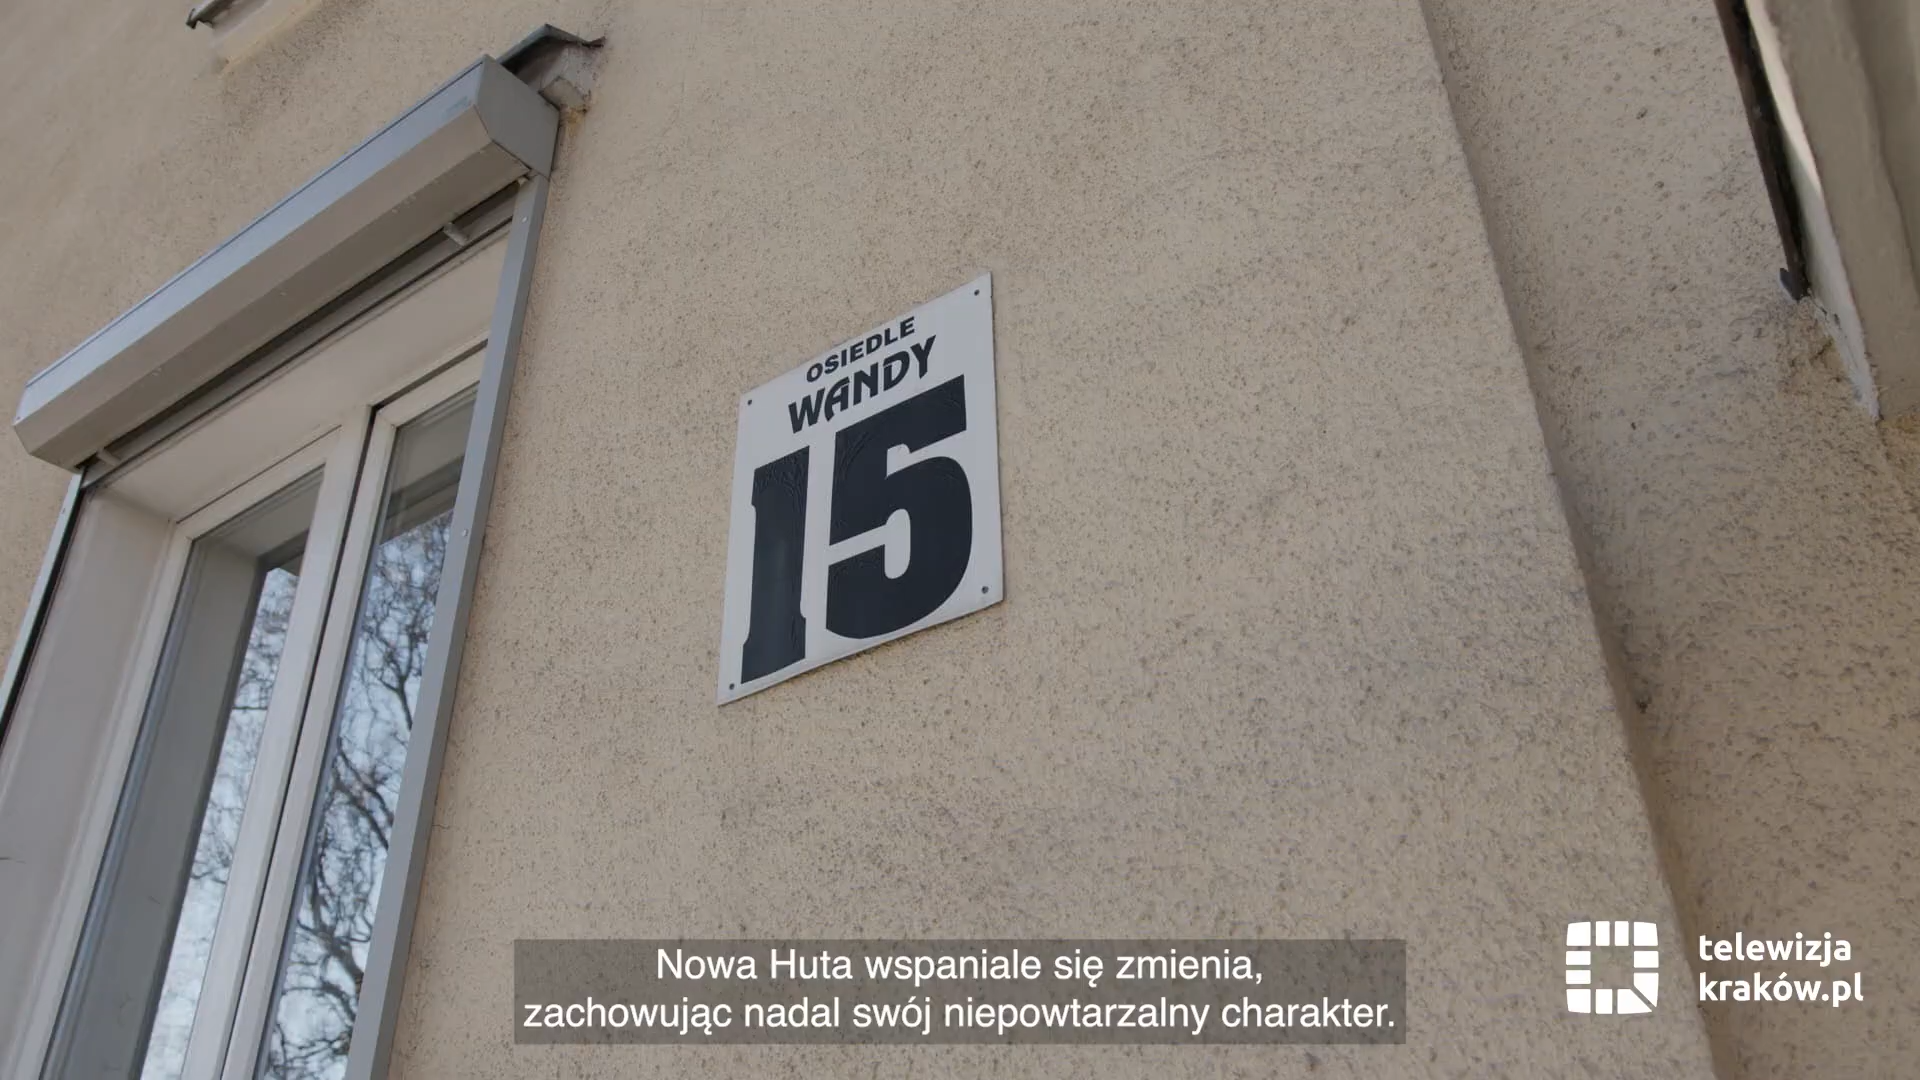 OSIEDLE
WANDY
15
Nowa Huta wspaniale się zmienia,
zachowując nadal swój niepowtarzalny charakter.
telewizja
kraków.pl